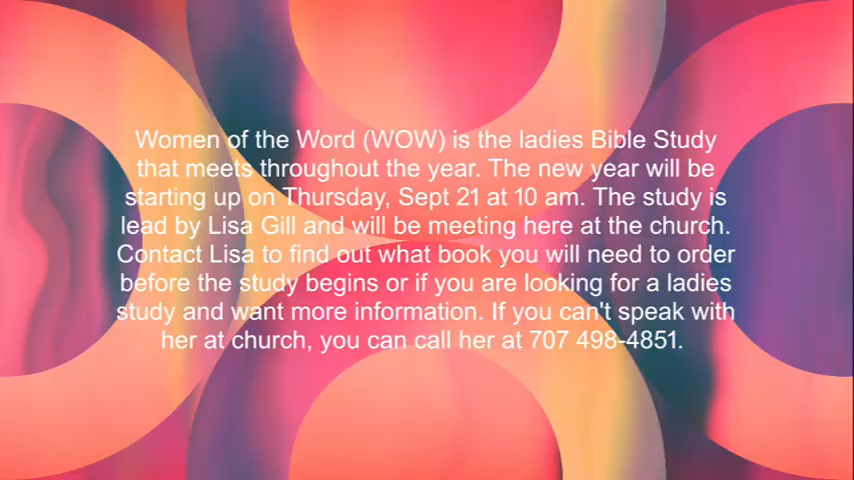 Women of the Word (WOW) is the ladies Bible Study
that meets throughout the year. The new year will be
starting up on Thursday, Sept 21 at 10 am. The study is
lead by Lisa Gill and will be meeting here at the church.
Contact Lisa to find out what book you will need to order
before the study begins or if you are looking for a ladies
study and want more information. If you can't speak with
her at church, you can call her at 707 498-4851.